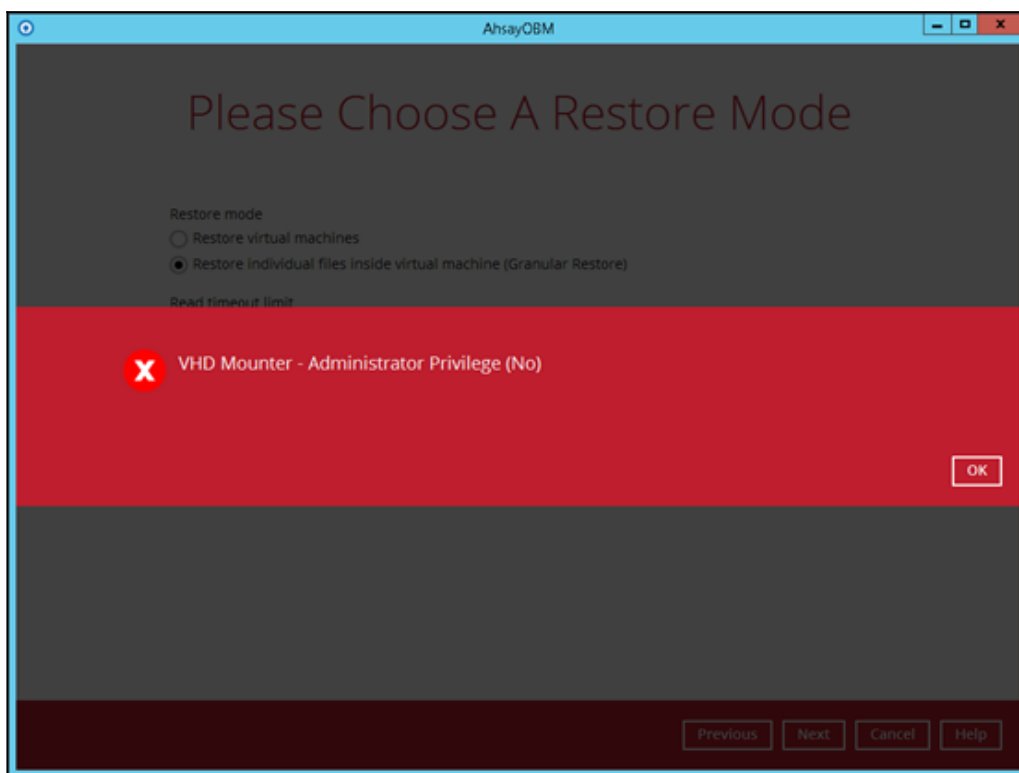 AhsayOBM
Please Choose A Restore Mode
Restore mode
Restore virtual machines
Restore individual files inside virtual machine (Granular Restore)
Read timeout limit
VHD Mounter - Administrator Privilege (No)
OK
Previous Next Cancel Help